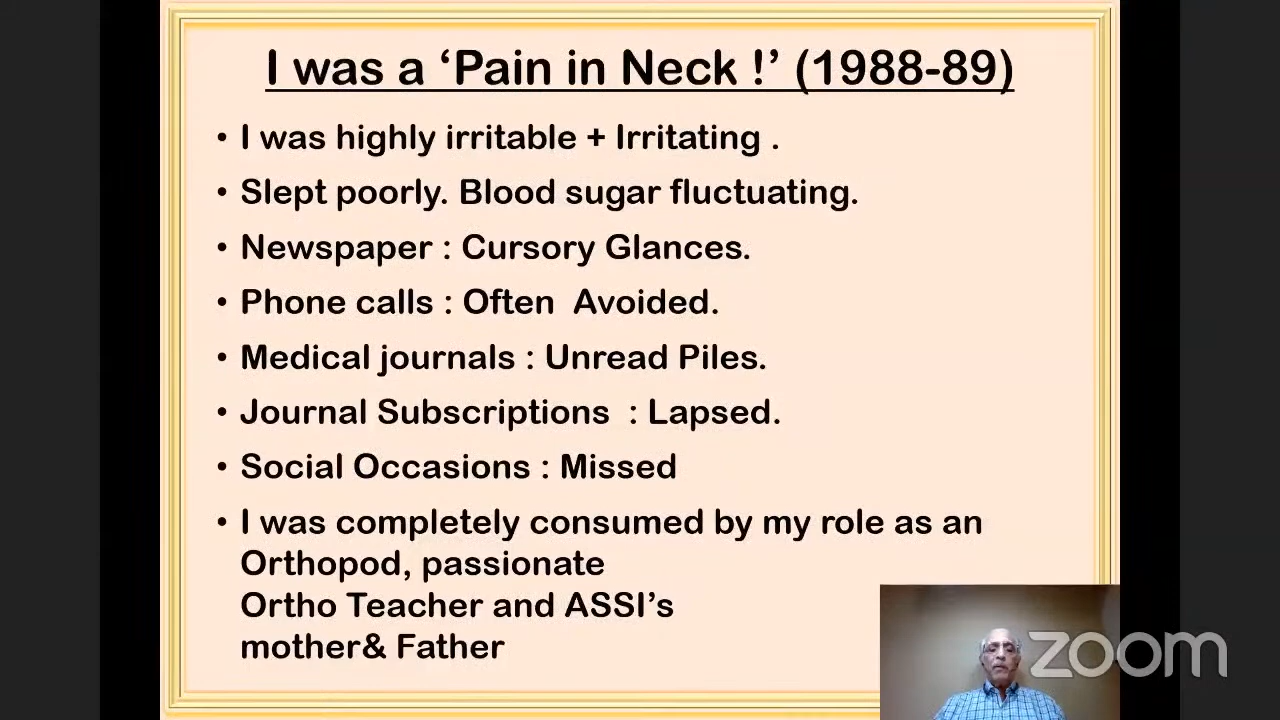 I was a ‘Pain in Neck !’ (1988-89)
• I was highly irritable + Irritating .
• Slept poorly. Blood sugar fluctuating.
• Newspaper : Cursory Glances.
• Phone calls : Often  Avoided.
• Medical journals : Unread Piles.
• Journal Subscriptions  : Lapsed.
• Social Occasions : Missed
• I was completely consumed by my role as an
Orthopod, passionate
Ortho Teacher and ASSI’s
mother& Father
zoom